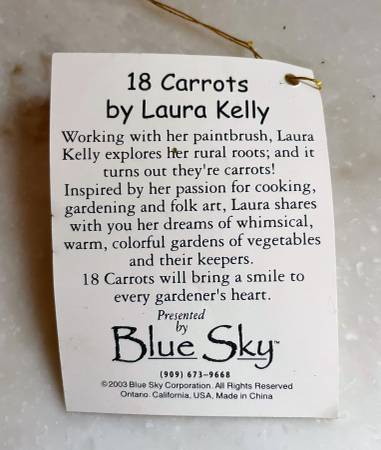 18 Carrots
by Laura Kelly
Working with her paintbrush, Laura
Kelly explores her rural roots; and it
turns out they're carrots!
Inspired by her passion for cooking,
gardening and folk art, Laura shares
with you her dreams of whimsical,
warm, colorful gardens of vegetables
and their keepers.
18 Carrots will bring a smile to
every gardener's heart.
Presented
by
Blue Sky™
(909) 673-9668
©2003 Blue Sky Corporation. All Rights Reserved
Ontario. California, USA, Made in China